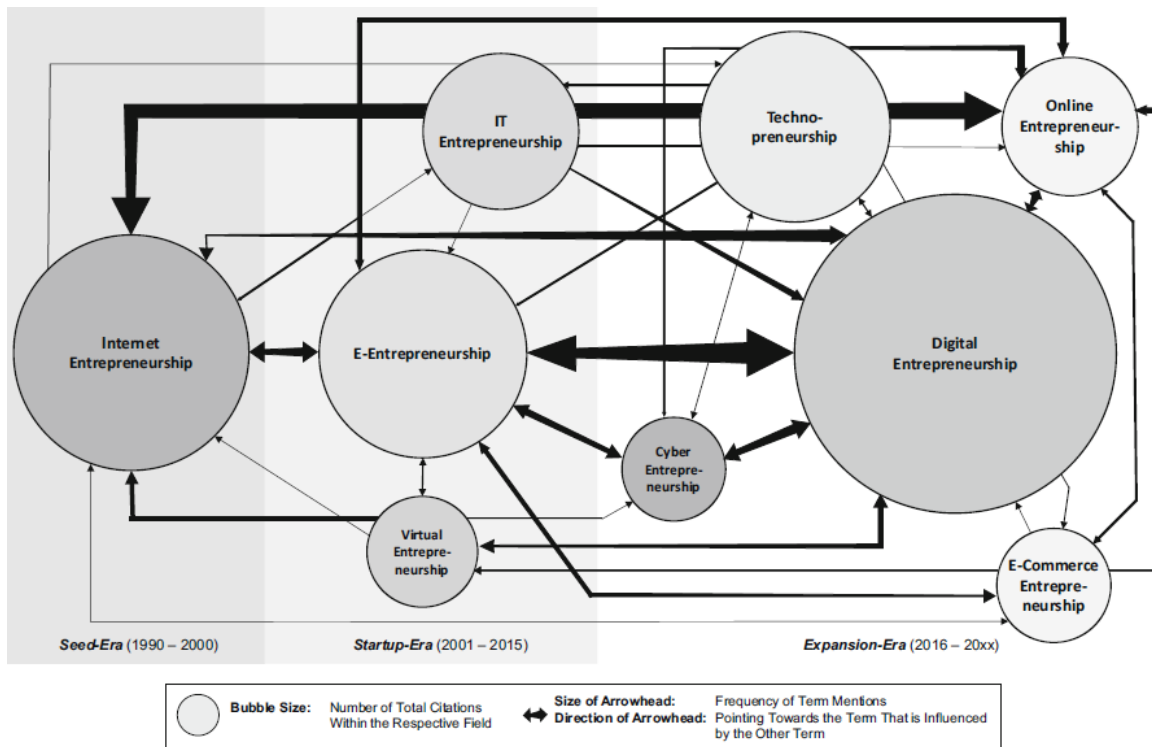 IT
Entrepreneurship
Techno-
preneurship
Online
Entrepreneur-
ship
Internet
Entrepreneurship
E-Entrepreneurship
Digital
Entrepreneurship
Cyber
Entrepre-
neurship
Virtual
Entrepre-
neurship
E-Commerce
Entrepre-
neurship
Seed-Era (1990 – 2000)
Startup-Era (2001 – 2015)
Expansion-Era (2016 – 20xx)
Bubble Size: Number of Total Citations
Within the Respective Field
Size of Arrowhead: Frequency of Term Mentions
Direction of Arrowhead: Pointing Towards the Term That is Influenced
by the Other Term